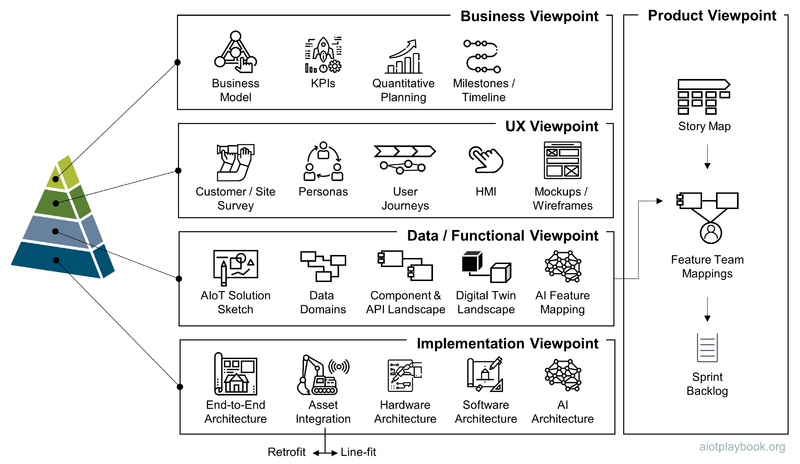 Business Viewpoint
Business
Model
KPIs
Quantitative
Planning
Milestones /
Timeline
UX Viewpoint
Customer / Site
Survey
Personas
User
Journeys
HMI
Mockups /
Wireframes
Data / Functional Viewpoint
AIoT Solution
Sketch
Data
Domains
Component &
API Landscape
Digital Twin
Landscape
AI Feature
Mapping
Implementation Viewpoint
End-to-End
Architecture
Asset
Integration
Hardware
Architecture
Software
Architecture
AI
Architecture
Retrofit
Line-fit
Product Viewpoint
Story Map
Feature Team
Mappings
Sprint
Backlog
aiotplaybook.org